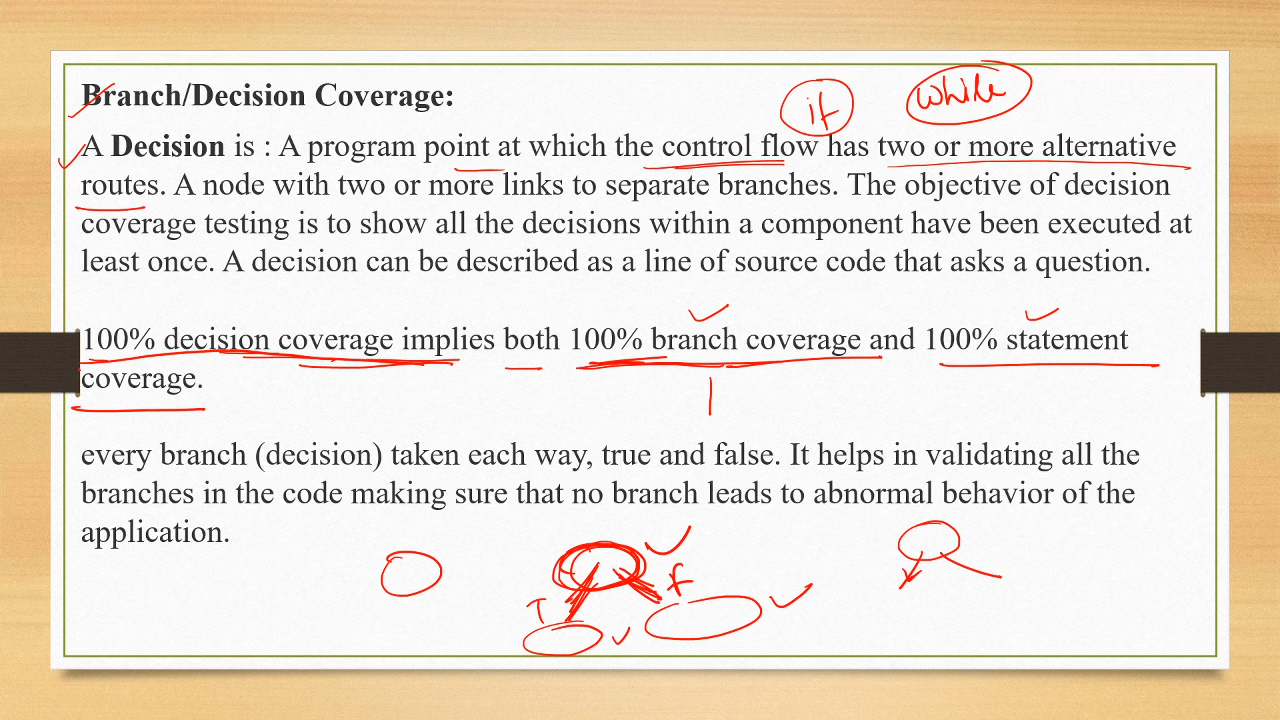 Branch/Decision Coverage:
if
while
A Decision is : A program point at which the control flow has two or more alternative
routes. A node with two or more links to separate branches. The objective of decision
coverage testing is to show all the decisions within a component have been executed at
least once. A decision can be described as a line of source code that asks a question.
100% decision coverage implies both 100% branch coverage and 100% statement
coverage.
every branch (decision) taken each way, true and false. It helps in validating all the
branches in the code making sure that no branch leads to abnormal behavior of the
application.
T
F